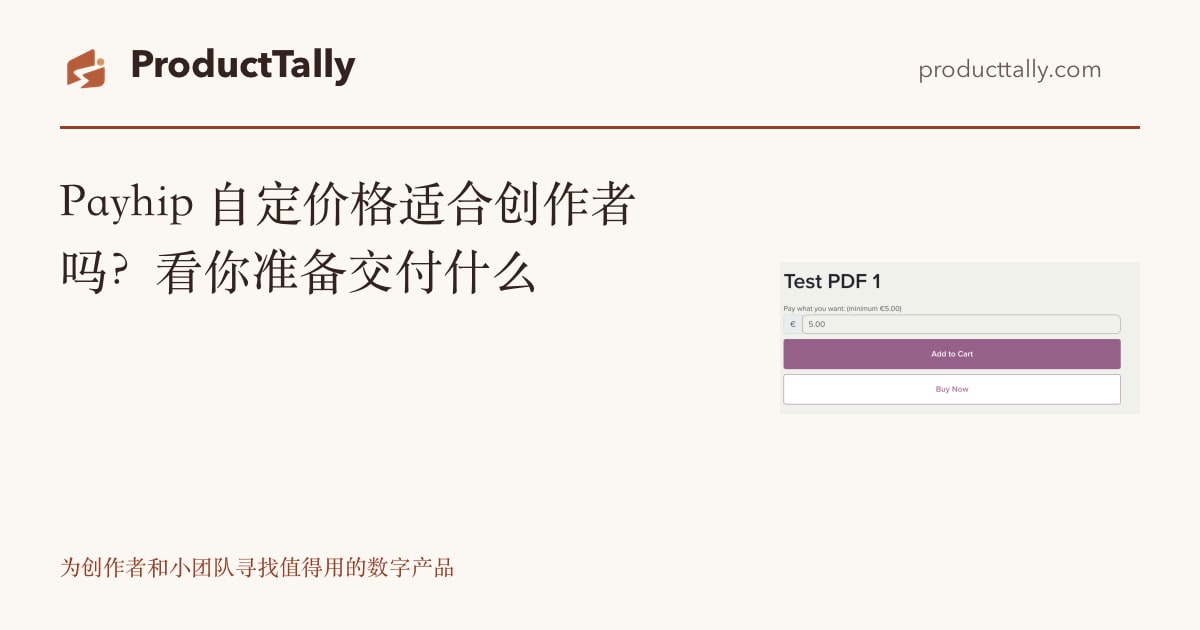 ProductTally
producttally.com
Payhip 自定价格适合创作者
吗？看你准备交付什么
Test PDF 1
Pay what you want: (minimum €5.00)
€ 5.00
Add to Cart
Buy Now
为创作者和小团队寻找值得用的数字产品